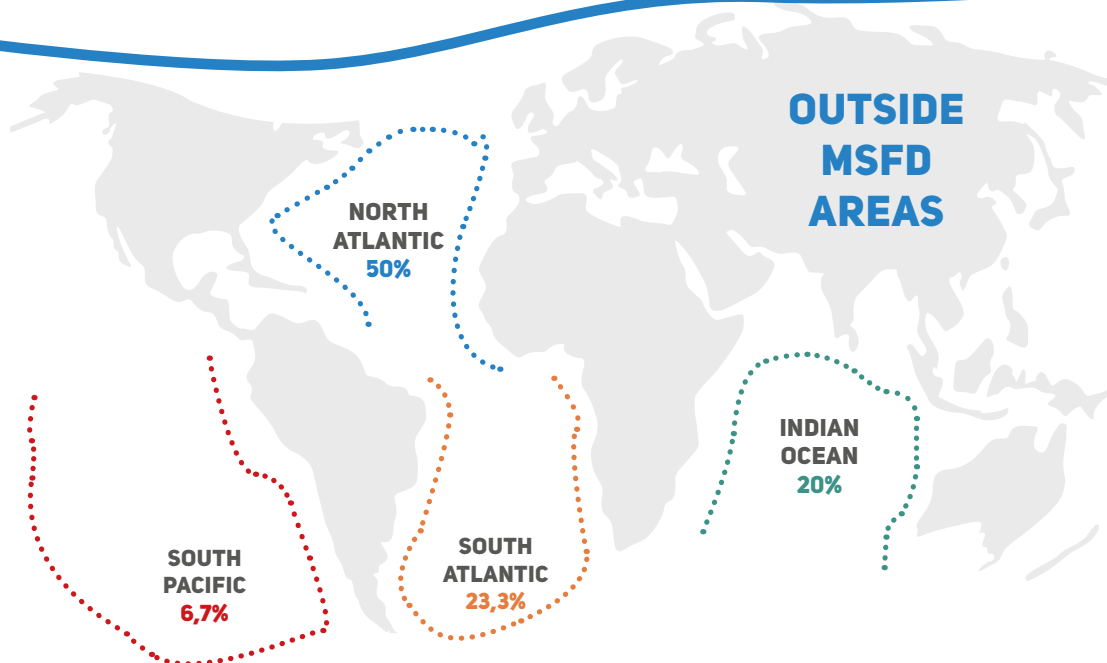 OUTSIDE
MSFD
AREAS
NORTH
ATLANTIC
50%
INDIAN
OCEAN
20%
SOUTH
ATLANTIC
23,3%
SOUTH
PACIFIC
6,7%